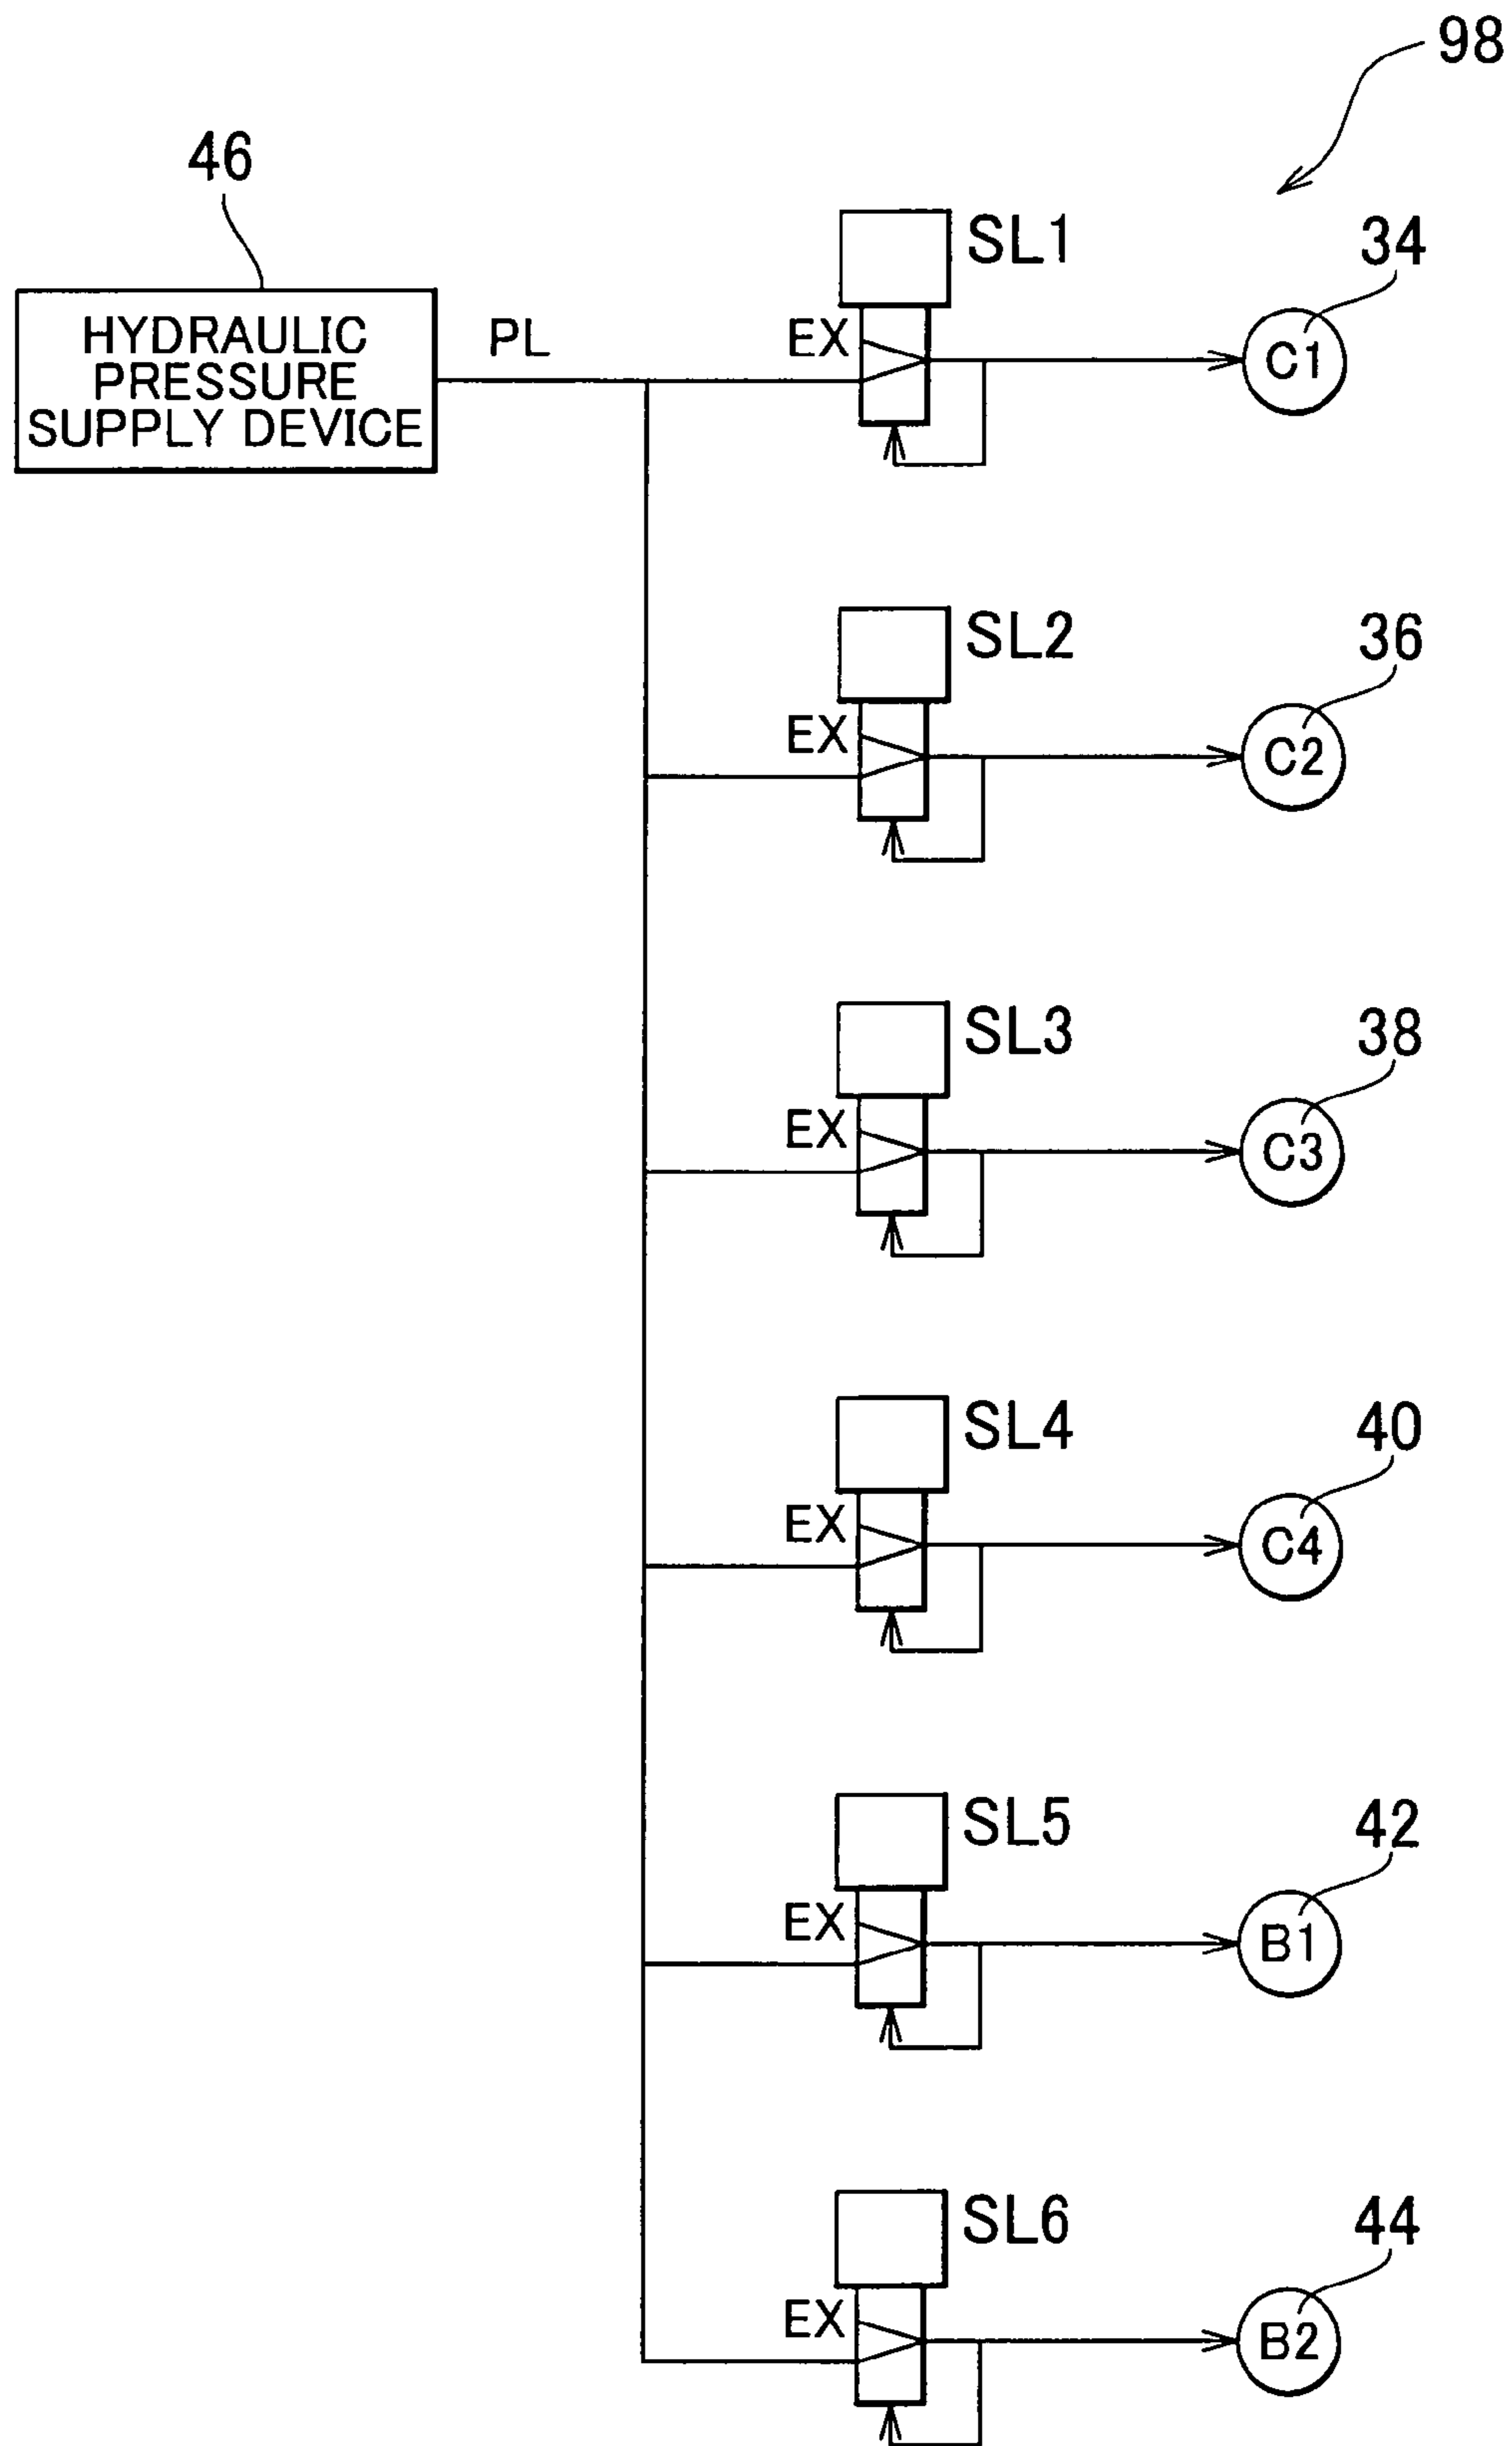 98
46
SL1
34
HYDRAULIC
PRESSURE
SUPPLY DEVICE
PL
EX
C1
SL2
36
EX
C2
SL3
38
EX
C3
SL4
40
EX
C4
SL5
42
EX
B1
SL6
44
EX
B2